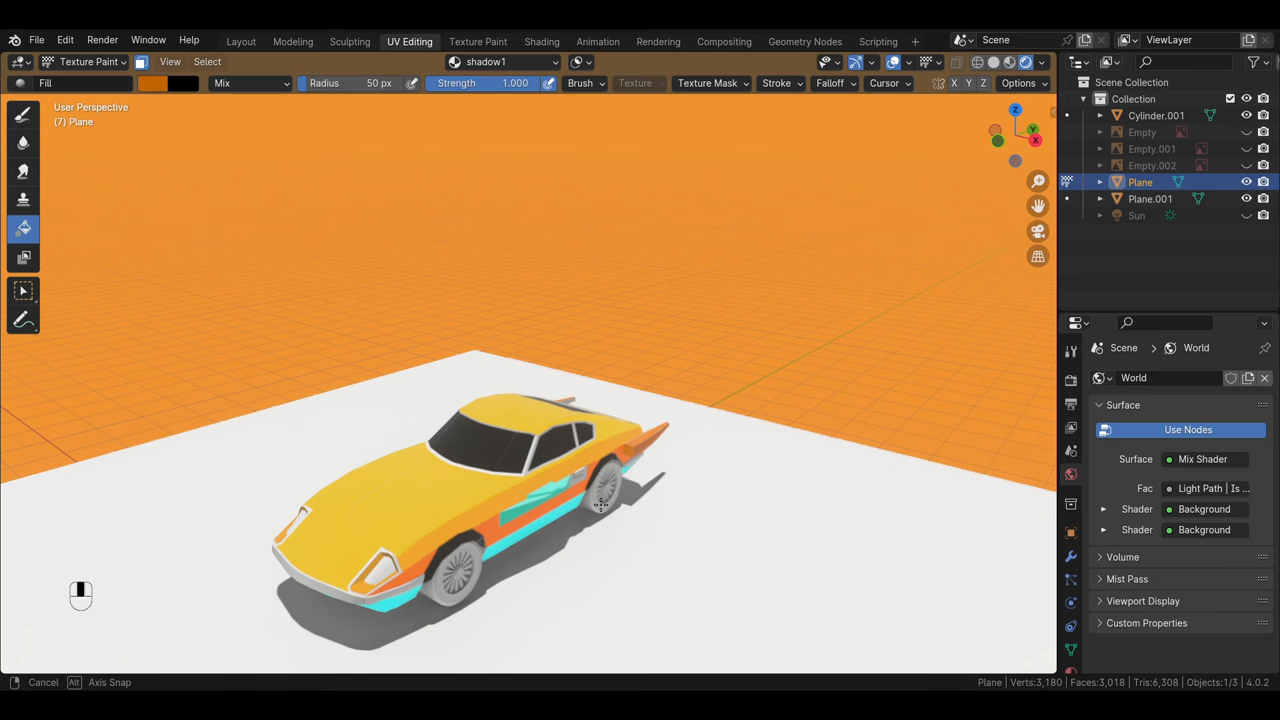 File Edit Render Window Help Layout Modeling Sculpting UV Editing Texture Paint Shading Animation Rendering Compositing Geometry Nodes Scripting Scene ViewLayer
Texture Paint View Select shadow1
Fill Mix Radius 50 px Strength 1.000 Brush Texture Texture Mask Stroke Falloff Cursor X Y Z Options
Scene Collection
Collection
User Perspective
(7) Plane
Z
Y
X
Cylinder.001
Empty
Empty.001
Empty.002
Plane
Plane.001
Sun
Scene World
World
Surface
Use Nodes
Surface Mix Shader
Fac Light Path | Is ...
Shader Background
Shader Background
Volume
Mist Pass
Viewport Display
Custom Properties
Cancel Alt Axis Snap Plane | Verts:3,180 | Faces:3,018 | Tris:6,308 | Objects:1/3 | 4.0.2